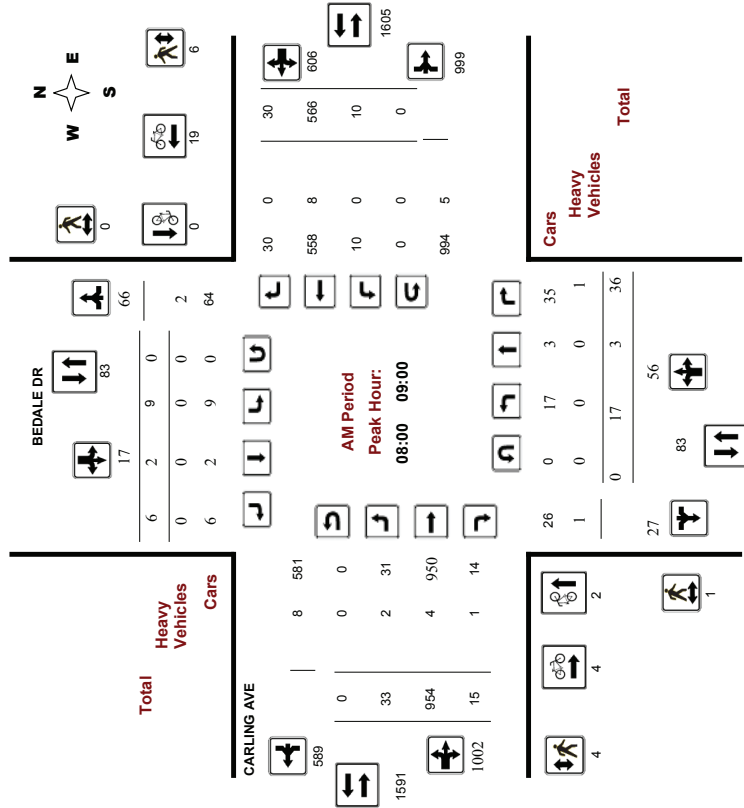 N
W E
S
0
6
0
19
BEDALE DR
17
83
66
6 2 9 0
0 0 0 0 2
6 2 9 0 64
Total
Heavy
Vehicles
Cars
606
1605
999
30 0 30
558 8 566
10 0 10
0 0 0
994 5
AM Period
Peak Hour:
08:00 09:00
CARLING AVE
589
1591
1002
8 581
0 0 0
33 2 31
954 4 950
15 1 14
Cars
Heavy
Vehicles
Total
26 0 17 3 35
1 0 0 0 1
0 17 3 36
27
83
56
4
4
2
1